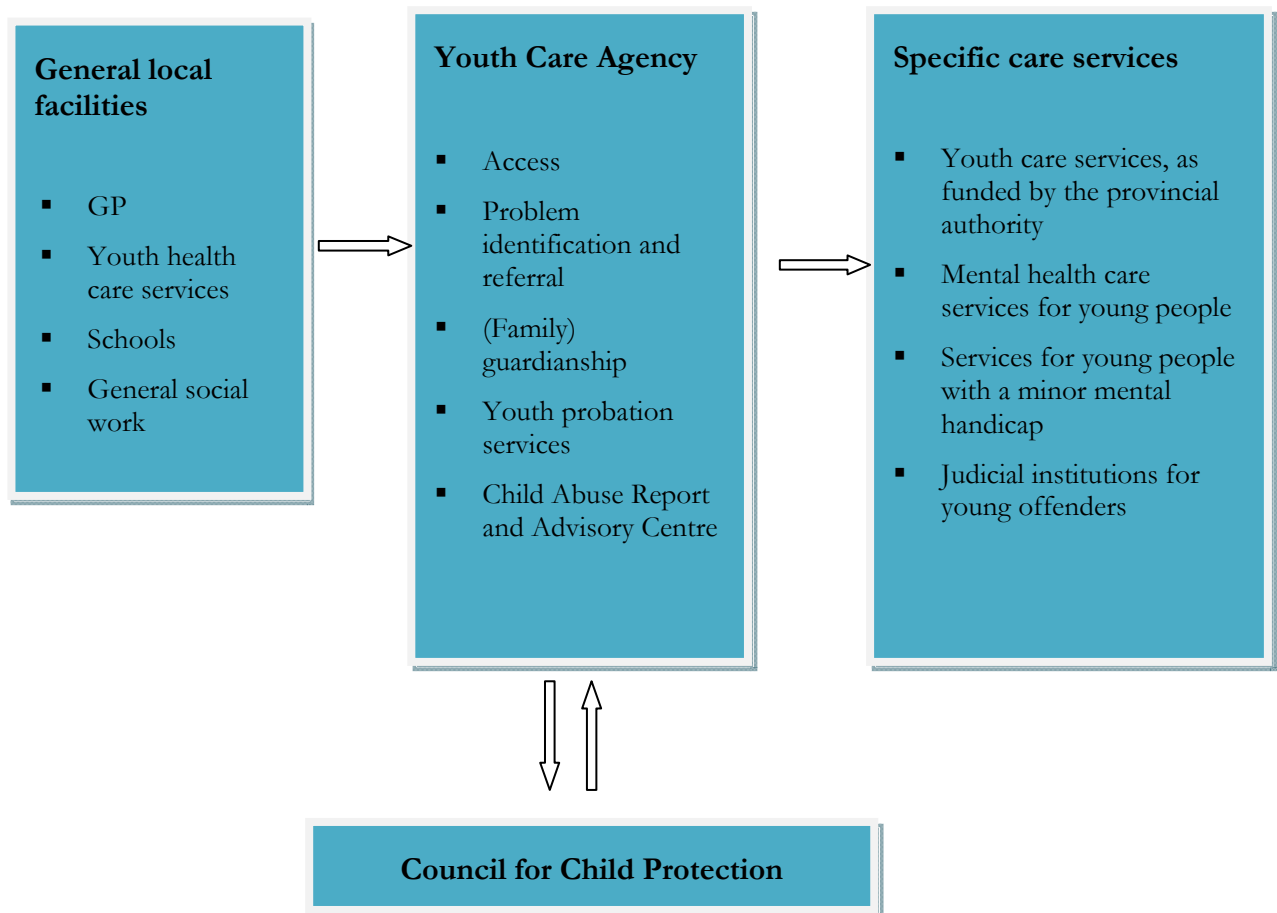 General local
facilities
▪ GP
▪ Youth health
care services
▪ Schools
▪ General social
work
Youth Care Agency
▪ Access
▪ Problem
identification and
referral
▪ (Family)
guardianship
▪ Youth probation
services
▪ Child Abuse Report
and Advisory Centre
Specific care services
▪ Youth care services, as
funded by the provincial
authority
▪ Mental health care
services for young people
▪ Services for young people
with a minor mental
handicap
▪ Judicial institutions for
young offenders
Council for Child Protection